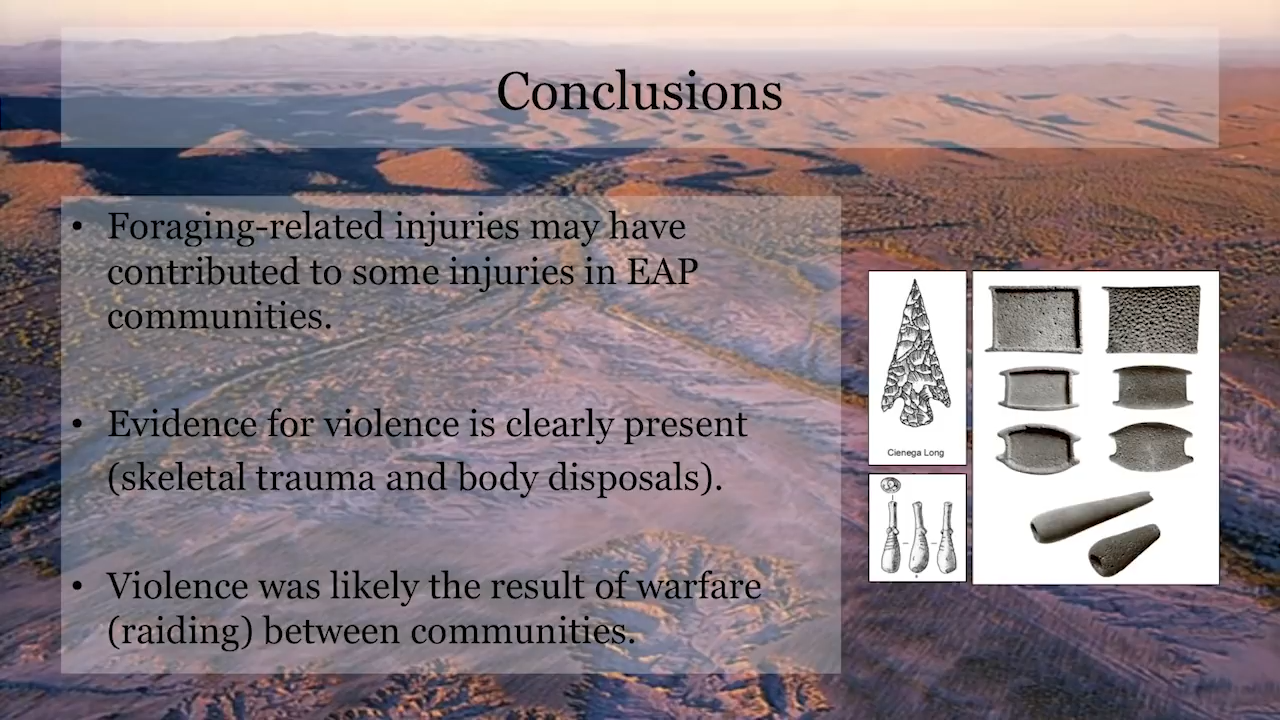 Conclusions
• Foraging-related injuries may have
contributed to some injuries in EAP
communities.
• Evidence for violence is clearly present
(skeletal trauma and body disposals).
• Violence was likely the result of warfare
(raiding) between communities.
Cienega Long